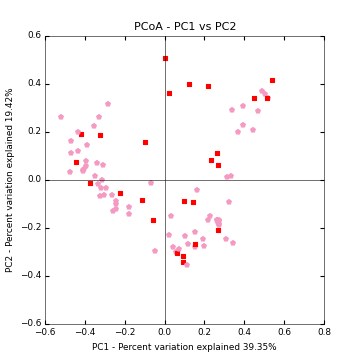 PCoA - PC1 vs PC2
0.6
0.4
0.2
0.0
−0.2
−0.4
−0.6
PC2 - Percent variation explained 19.42%
−0.6 −0.4 −0.2 0.0 0.2 0.4 0.6 0.8
PC1 - Percent variation explained 39.35%